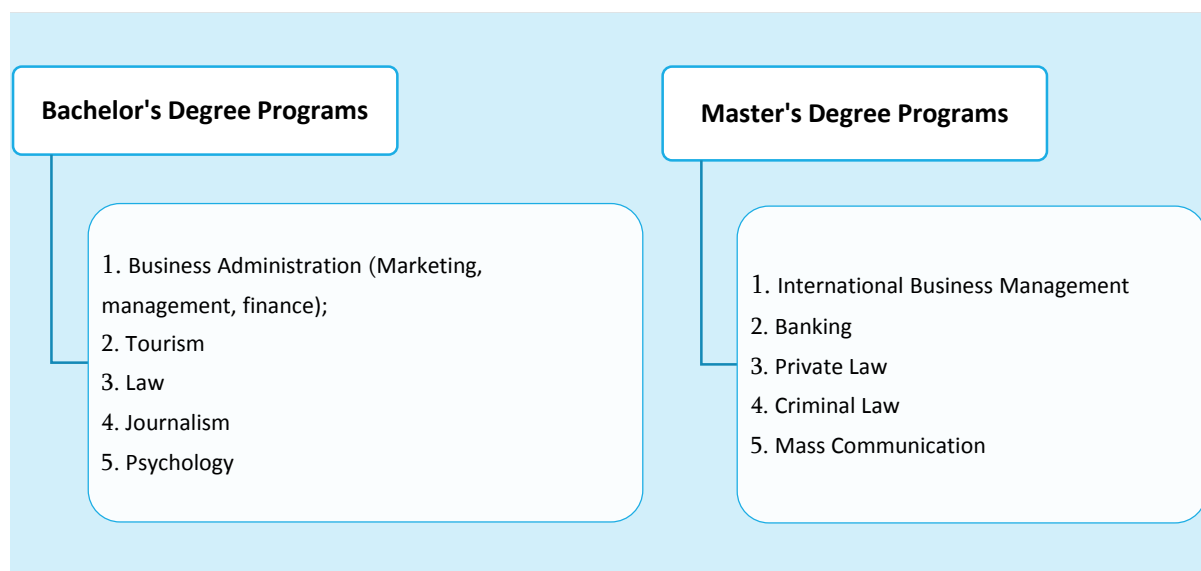 Bachelor's Degree Programs
1. Business Administration (Marketing,
management, finance);
2. Tourism
3. Law
4. Journalism
5. Psychology
Master's Degree Programs
1. International Business Management
2. Banking
3. Private Law
4. Criminal Law
5. Mass Communication